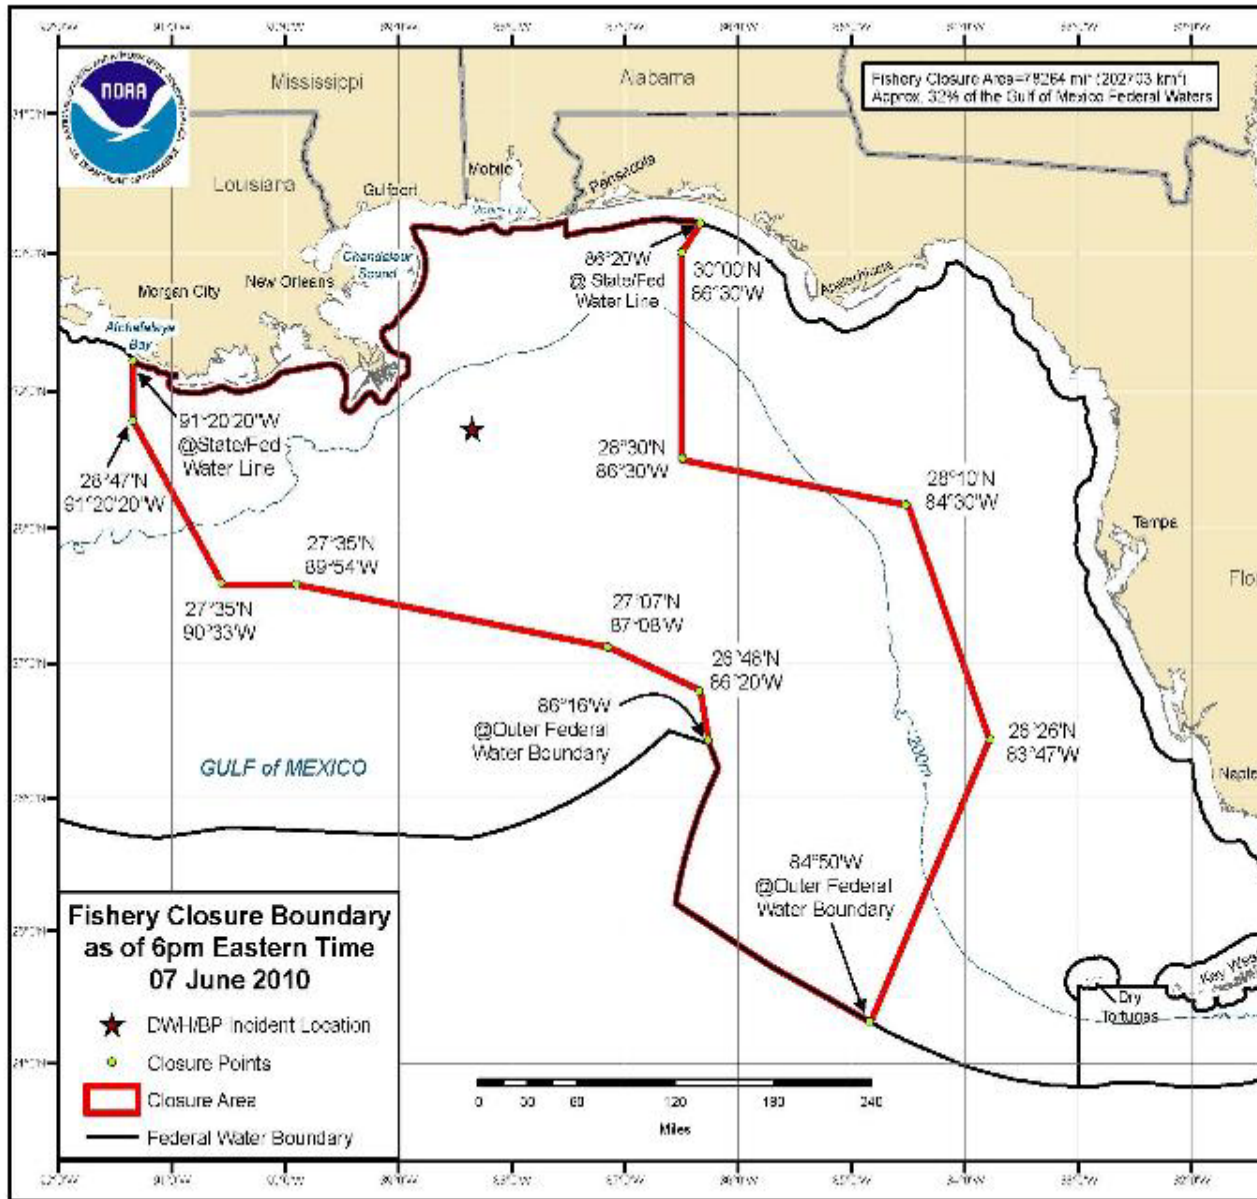 NOAA
Mississippi
Alabama
Fishery Closure Area=78264 mi² (202703 km²)
Approx. 32% of the Gulf of Mexico Federal Waters
Louisiana
Gulfport
Mobile
Pensacola
Chandeleur
Sound
New Orleans
Morgan City
Atchafalaya
Bay
Apalachicola
86°20'W
@ State/Fed
Water Line
30°00'N
86°30'W
91°20'20"W
@State/Fed
Water Line
28°47'N
91°20'20"W
28°30'N
86°30'W
28°10'N
84°30'W
Tampa
27°35'N
89°54'W
27°35'N
90°33'W
27°07'N
87°08'W
26°48'N
86°20'W
86°16'W
@Outer Federal
Water Boundary
200m
26°26'N
83°47'W
GULF of MEXICO
Naple
Flo
84°50'W
@Outer Federal
Water Boundary
Key Wes
Dry
Tortugas
Fishery Closure Boundary
as of 6pm Eastern Time
07 June 2010
DWH/BP Incident Location
Closure Points
Closure Area
Federal Water Boundary
0 30 60 120 180 240
Miles